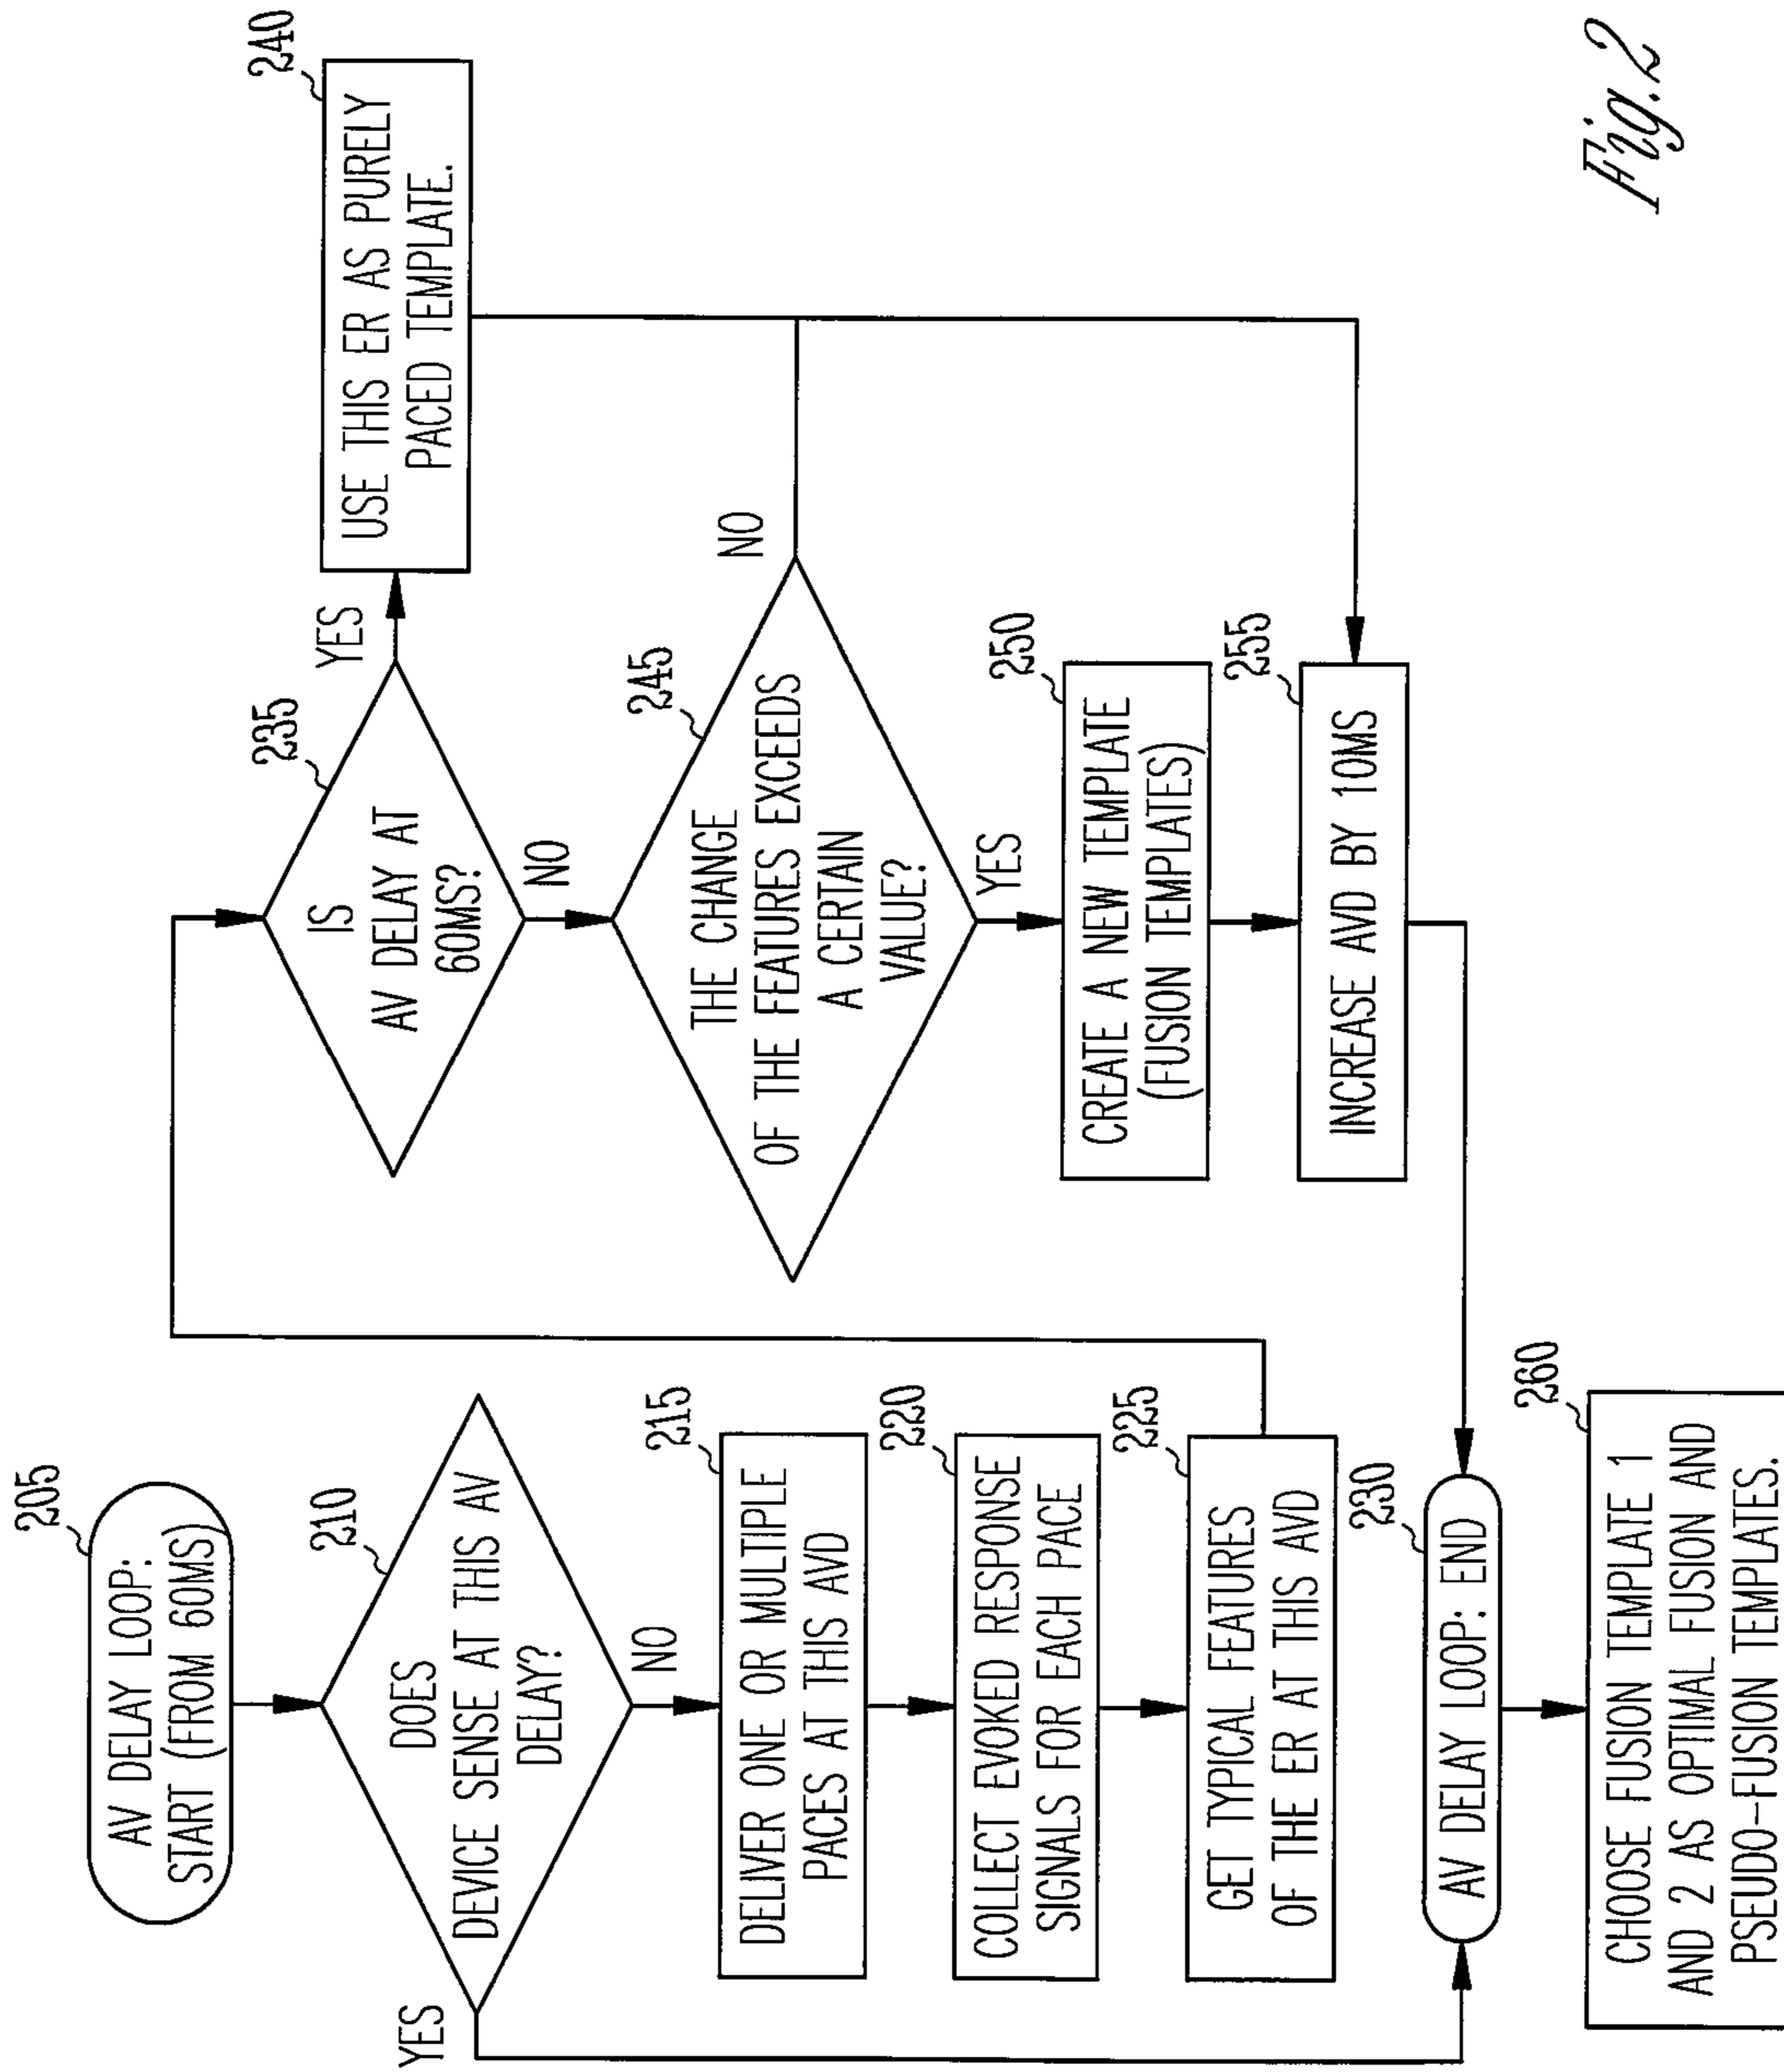 205
AV DELAY LOOP:
START (FROM 60MS)
210
DOES
DEVICE SENSE AT THIS AV
DELAY?
YES
NO
215
DELIVER ONE OR MULTIPLE
PACES AT THIS AVD
220
COLLECT EVOKED RESPONSE
SIGNALS FOR EACH PACE
225
GET TYPICAL FEATURES
OF THE ER AT THIS AVD
230
AV DELAY LOOP: END
260
CHOOSE FUSION TEMPLATE 1
AND 2 AS OPTIMAL FUSION AND
PSEUDO-FUSION TEMPLATES.
235
IS
AV DELAY AT
60MS?
YES
NO
240
USE THIS ER AS PURELY
PACED TEMPLATE.
245
THE CHANGE
OF THE FEATURES EXCEEDS
A CERTAIN
VALUE?
NO
YES
250
CREATE A NEW TEMPLATE
(FUSION TEMPLATES)
255
INCREASE AVD BY 10MS
Fig.2